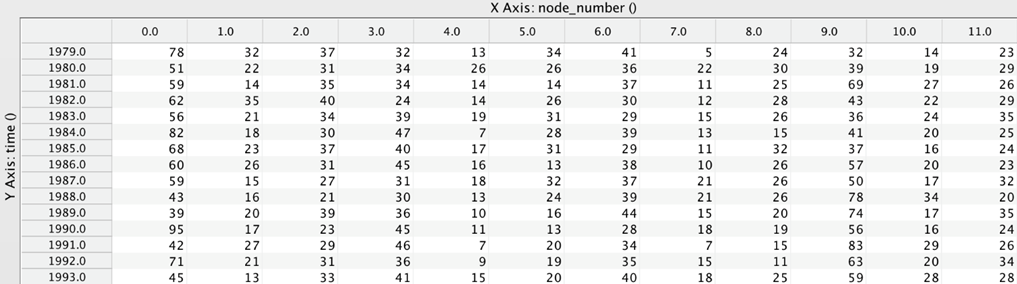 X Axis: node_number ()
0.0 1.0 2.0 3.0 4.0 5.0 6.0 7.0 8.0 9.0 10.0 11.0
Y Axis: time ()
1979.0 78 32 37 32 13 34 41 5 24 32 14 23
1980.0 51 22 31 34 26 26 36 22 30 39 19 29
1981.0 59 14 35 34 14 14 37 11 25 69 27 26
1982.0 62 35 40 24 14 26 30 12 28 43 22 29
1983.0 56 21 34 39 19 31 29 15 26 36 24 35
1984.0 82 18 30 47 7 28 39 13 15 41 20 25
1985.0 68 23 37 40 17 31 29 11 32 37 16 24
1986.0 60 26 31 45 16 13 38 10 26 57 20 23
1987.0 59 15 27 31 18 32 37 21 26 50 17 32
1988.0 43 16 21 30 13 24 39 21 26 78 34 20
1989.0 39 20 39 36 10 16 44 15 20 74 17 35
1990.0 95 17 23 45 11 13 28 18 19 56 16 24
1991.0 42 27 29 46 7 20 34 7 15 83 29 26
1992.0 71 21 31 36 9 19 35 15 11 63 20 34
1993.0 45 13 33 41 15 20 40 18 25 59 28 28